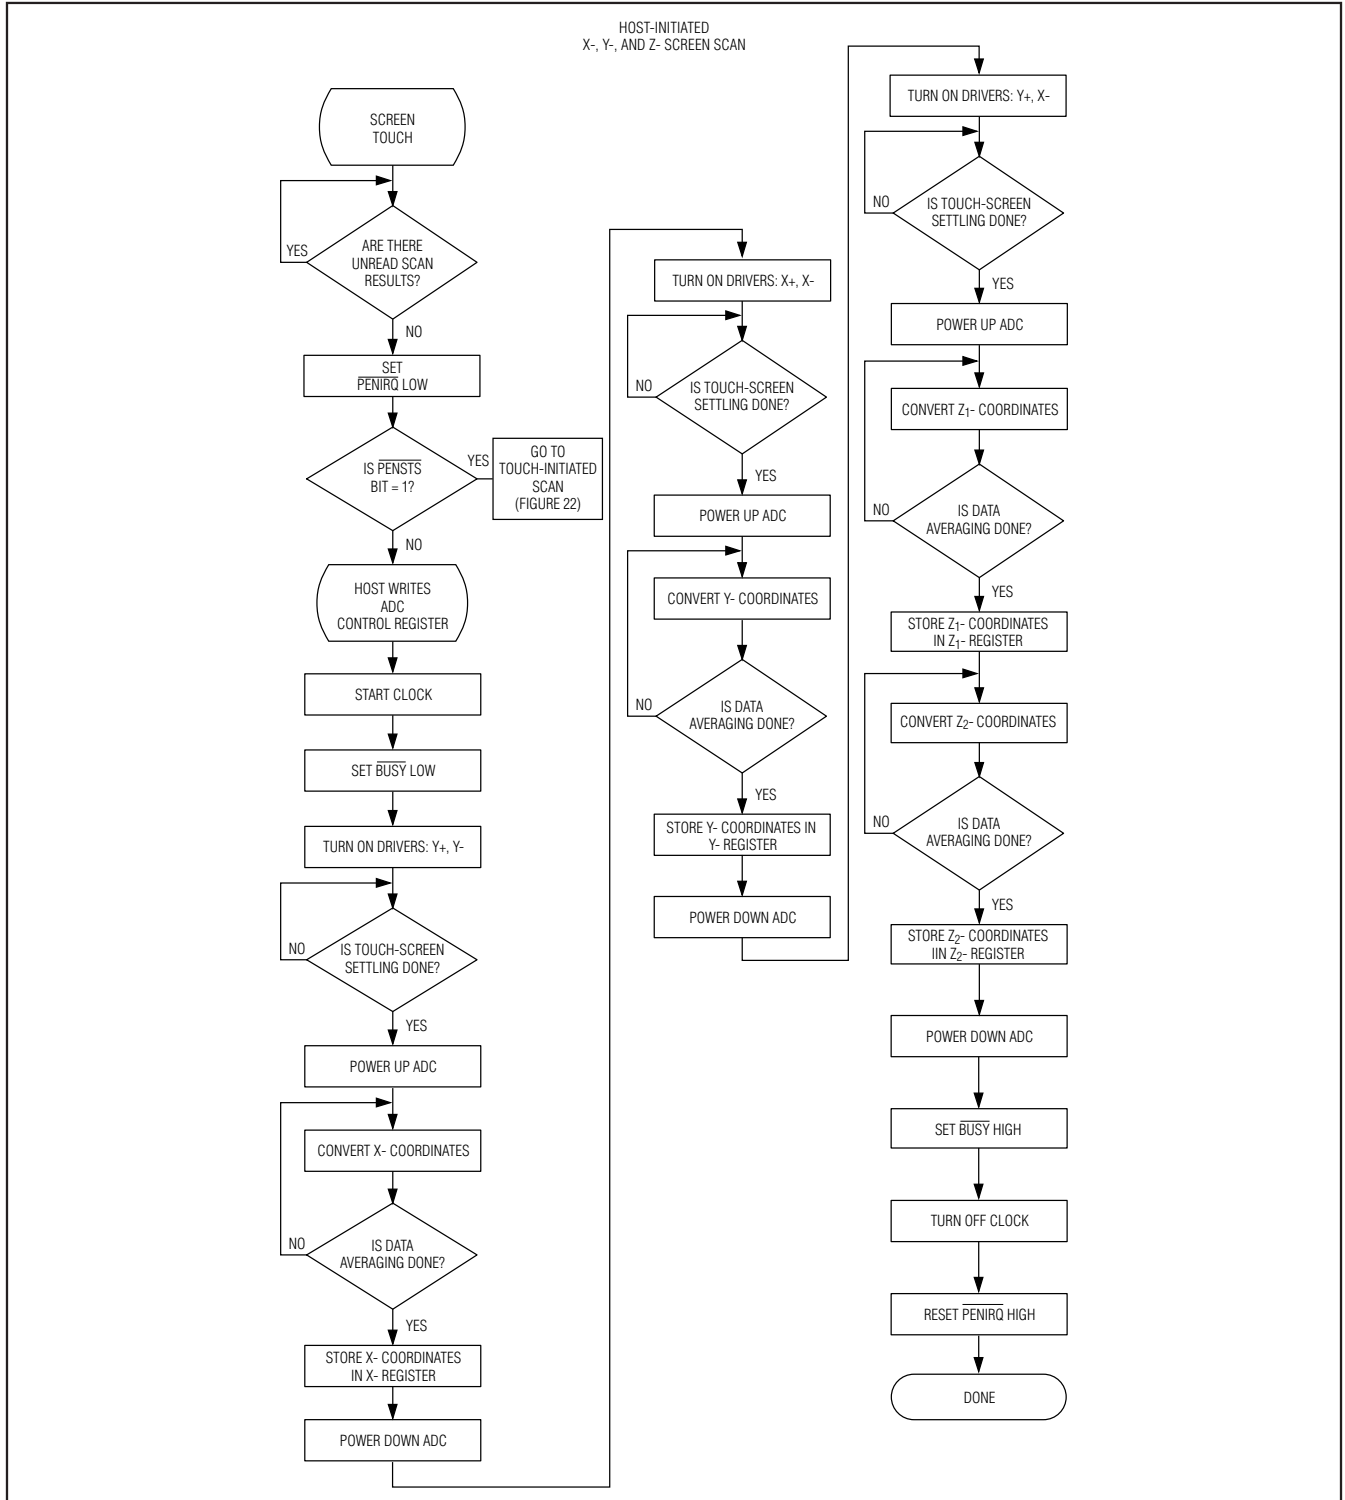 HOST-INITIATED
X-, Y-, AND Z- SCREEN SCAN
SCREEN
TOUCH
YES
ARE THERE
UNREAD SCAN
RESULTS?
NO
SET
PENIRQ LOW
IS PENSTS
BIT = 1?
YES
GO TO
TOUCH-INITIATED
SCAN
(FIGURE 22)
NO
HOST WRITES
ADC
CONTROL REGISTER
START CLOCK
SET BUSY LOW
TURN ON DRIVERS: Y+, Y-
NO
IS TOUCH-SCREEN
SETTLING DONE?
YES
POWER UP ADC
CONVERT X- COORDINATES
NO
IS DATA
AVERAGING DONE?
YES
STORE X- COORDINATES
IN X- REGISTER
POWER DOWN ADC
TURN ON DRIVERS: X+, X-
NO
IS TOUCH-SCREEN
SETTLING DONE?
YES
POWER UP ADC
CONVERT Y- COORDINATES
NO
IS DATA
AVERAGING DONE?
YES
STORE Y- COORDINATES IN
Y- REGISTER
POWER DOWN ADC
TURN ON DRIVERS: Y+, X-
NO
IS TOUCH-SCREEN
SETTLING DONE?
YES
POWER UP ADC
CONVERT Z1- COORDINATES
NO
IS DATA
AVERAGING DONE?
YES
STORE Z1- COORDINATES
IN Z1- REGISTER
CONVERT Z2- COORDINATES
NO
IS DATA
AVERAGING DONE?
YES
STORE Z2- COORDINATES
IIN Z2- REGISTER
POWER DOWN ADC
SET BUSY HIGH
TURN OFF CLOCK
RESET PENIRQ HIGH
DONE